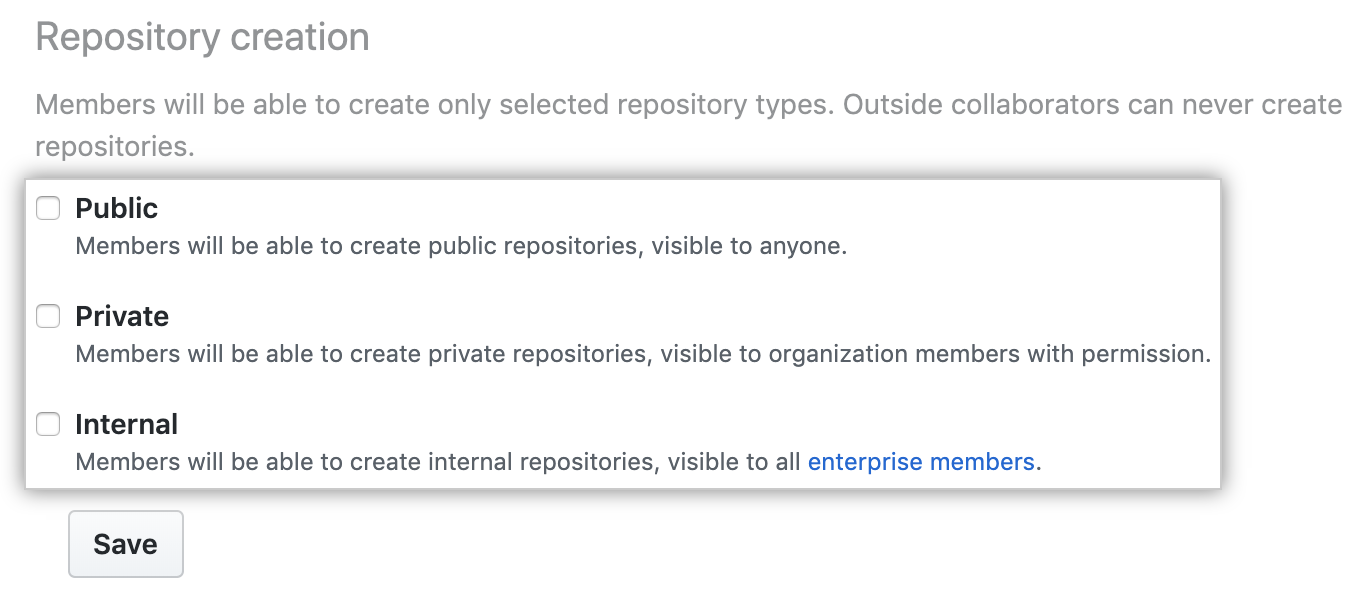 Repository creation
Members will be able to create only selected repository types. Outside collaborators can never create
repositories.
Public
Members will be able to create public repositories, visible to anyone.
Private
Members will be able to create private repositories, visible to organization members with permission.
Internal
Members will be able to create internal repositories, visible to all enterprise members.
Save